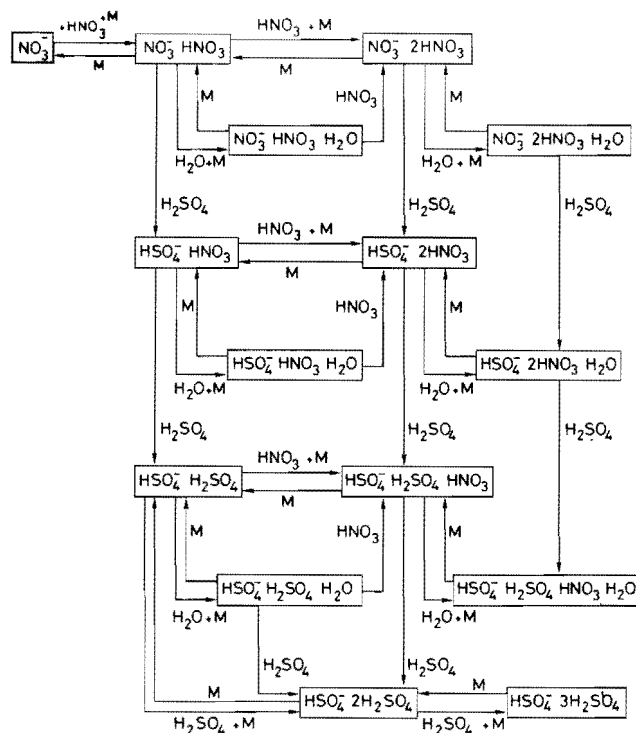 +HNO₃ +M
NO₃⁻
M
NO₃⁻ HNO₃
HNO₃ + M
M
NO₃⁻ 2HNO₃
M
HNO₃
M
NO₃⁻ HNO₃ H₂O
NO₃⁻ 2HNO₃ H₂O
H₂O+M
H₂O + M
H₂SO₄
H₂SO₄
H₂SO₄
HSO₄⁻ HNO₃
HNO₃ + M
M
HSO₄⁻ 2HNO₃
M
HNO₃
M
HSO₄⁻ HNO₃ H₂O
HSO₄⁻ 2HNO₃ H₂O
H₂O+M
H₂O+M
H₂SO₄
H₂SO₄
H₂SO₄
HSO₄⁻ H₂SO₄
HNO₃ + M
M
HSO₄⁻ H₂SO₄ HNO₃
M
HNO₃
M
HSO₄⁻ H₂SO₄ H₂O
HSO₄⁻ H₂SO₄ HNO₃ H₂O
H₂O+M
H₂O+M
H₂SO₄
H₂SO₄
M
HSO₄⁻ 2H₂SO₄
M
HSO₄⁻ 3H₂SO₄
H₂SO₄ + M
H₂SO₄ + M